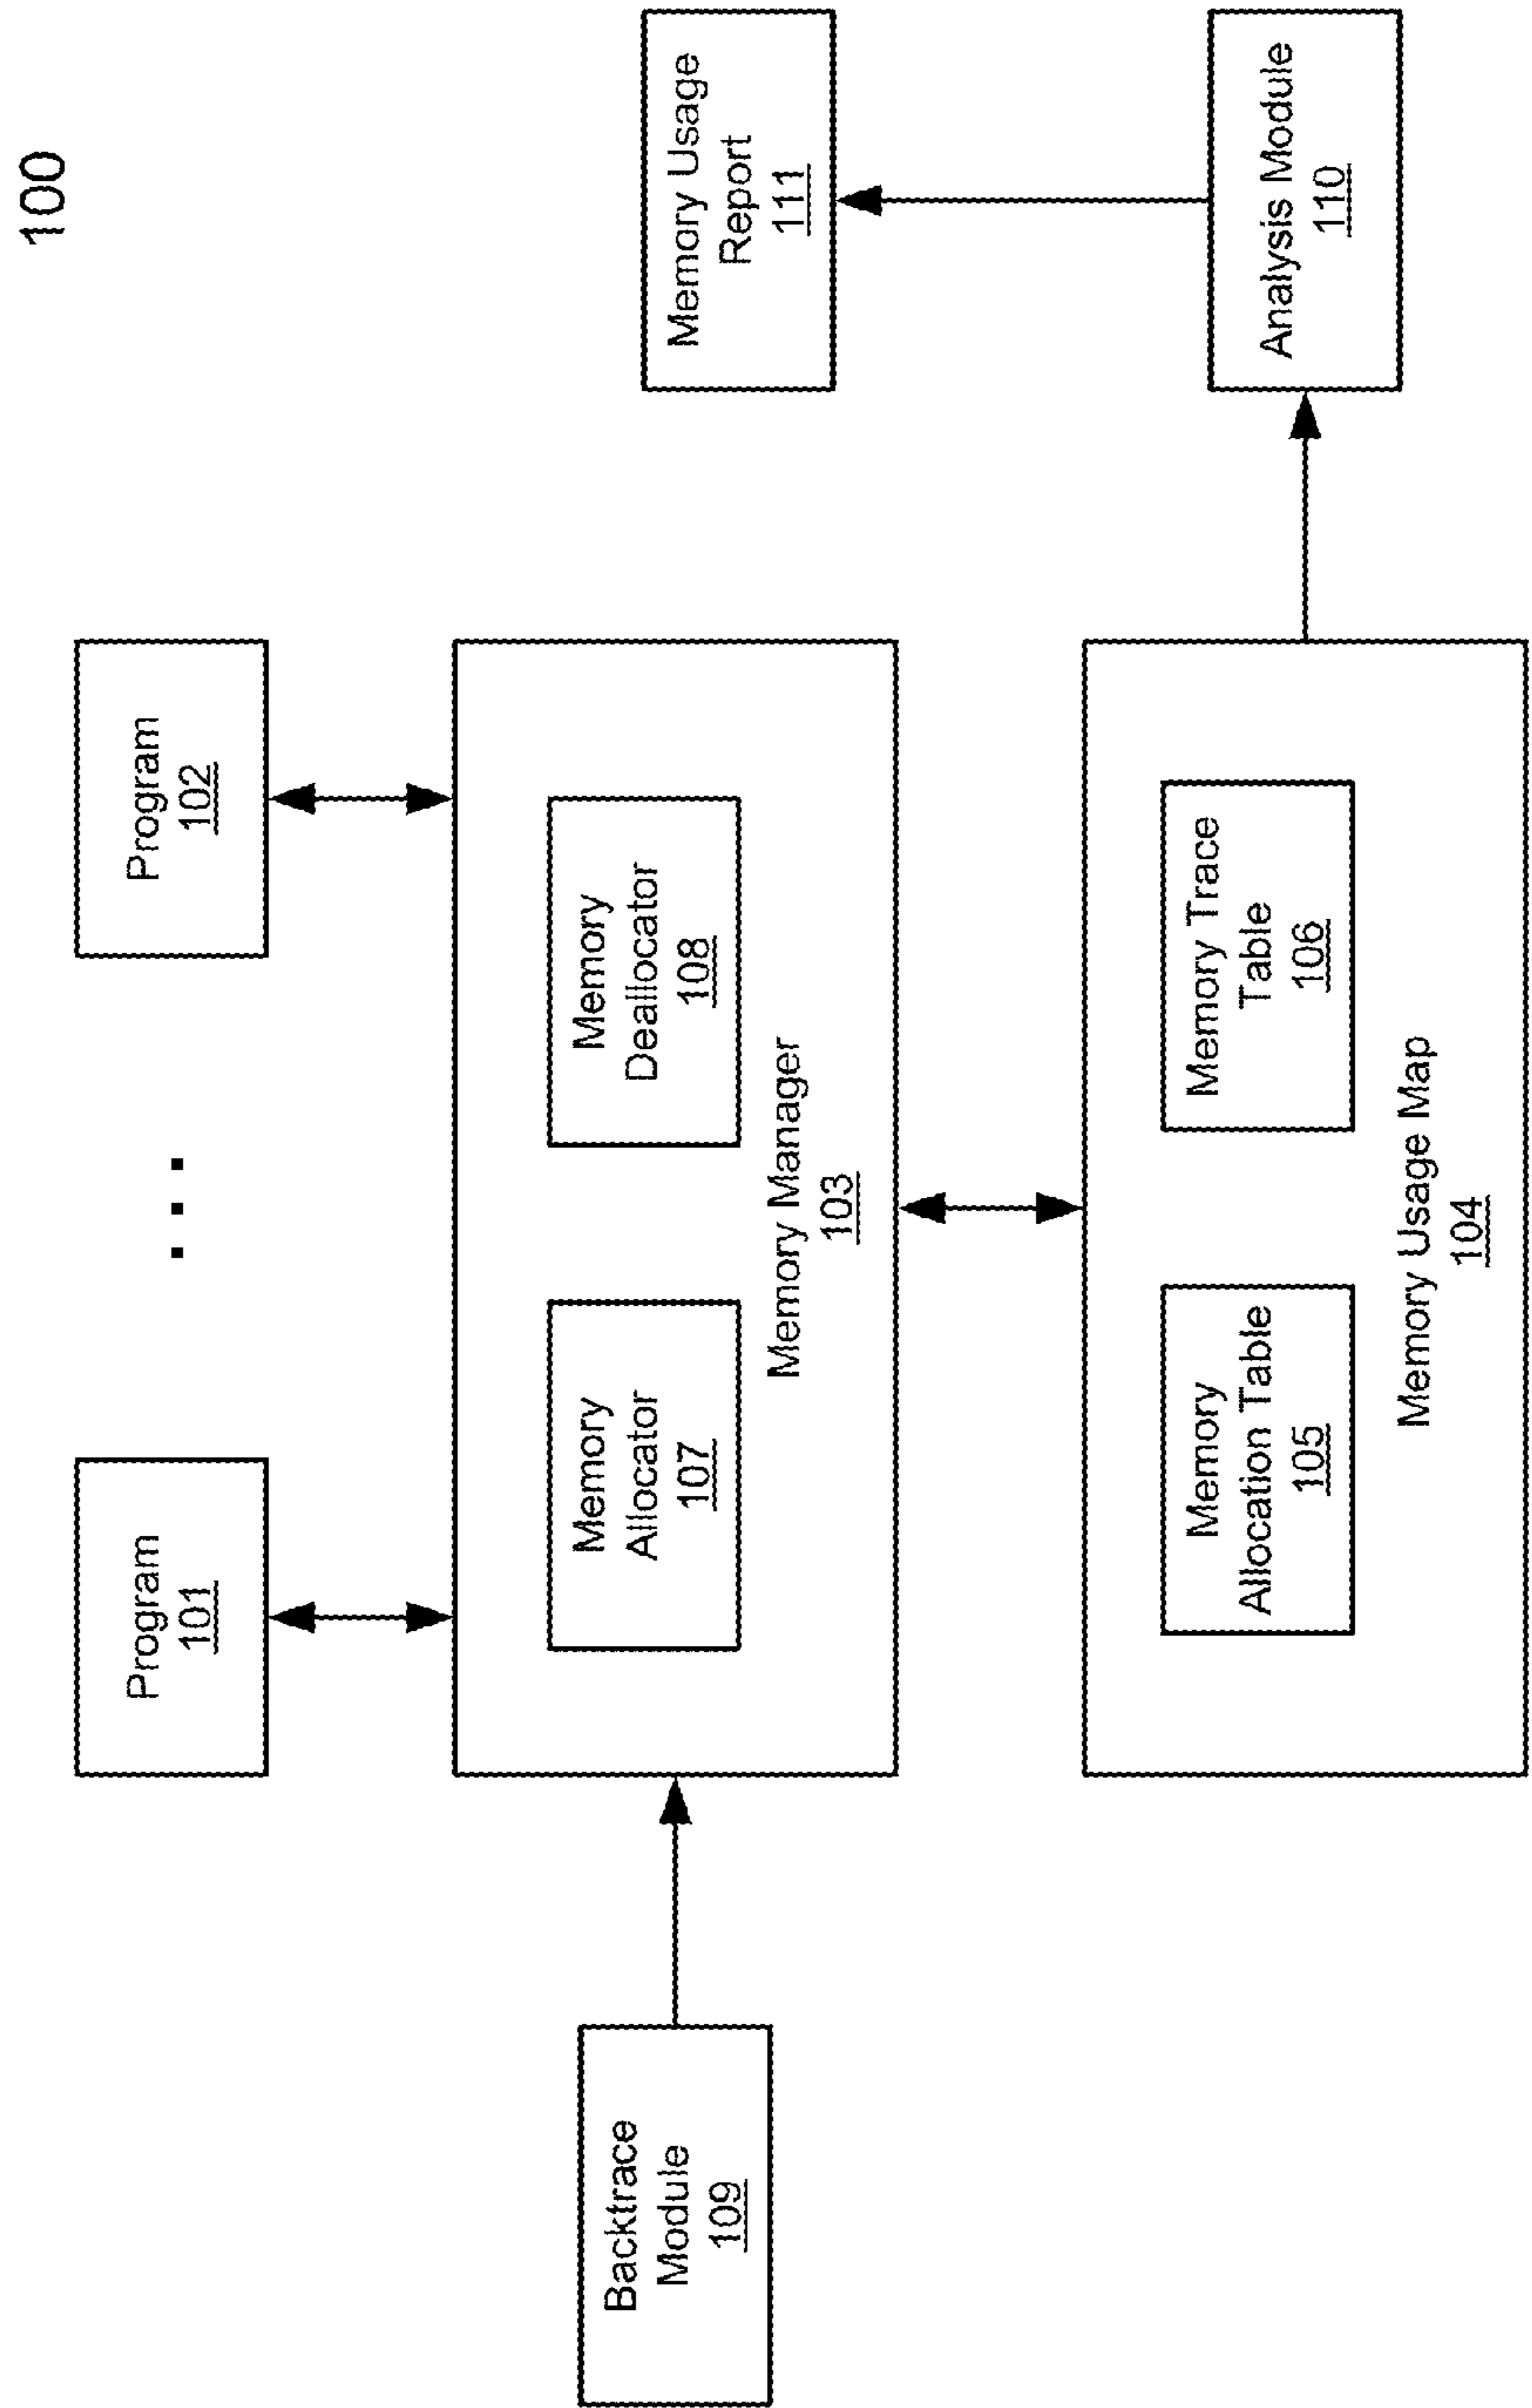 100
Program
101
. . .
Program
102
Backtrace
Module
109
Memory
Allocator
107
Memory
Deallocator
108
Memory Manager
103
Memory Usage
Report
111
Memory
Allocation Table
105
Memory Trace
Table
106
Memory Usage Map
104
Analysis Module
110